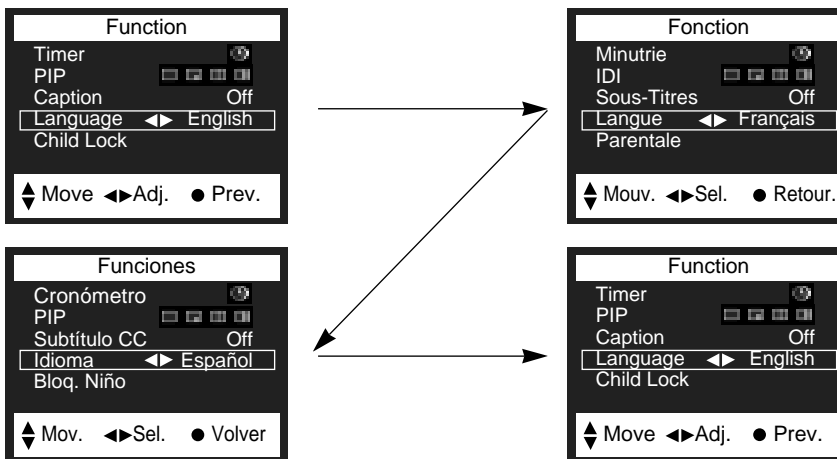 Function
Timer
PIP
Caption Off
Language ◀▶ English
Child Lock
▲▼ Move ◀▶Adj. ● Prev.
Fonction
Minutrie
IDI
Sous-Titres Off
Langue ◀▶ Français
Parentale
▲▼ Mouv. ◀▶Sel. ● Retour.
Funciones
Cronómetro
PIP
Subtítulo CC Off
Idioma ◀▶ Español
Bloq. Niño
▲▼ Mov. ◀▶Sel. ● Volver
Function
Timer
PIP
Caption Off
Language ◀▶ English
Child Lock
▲▼ Move ◀▶Adj. ● Prev.